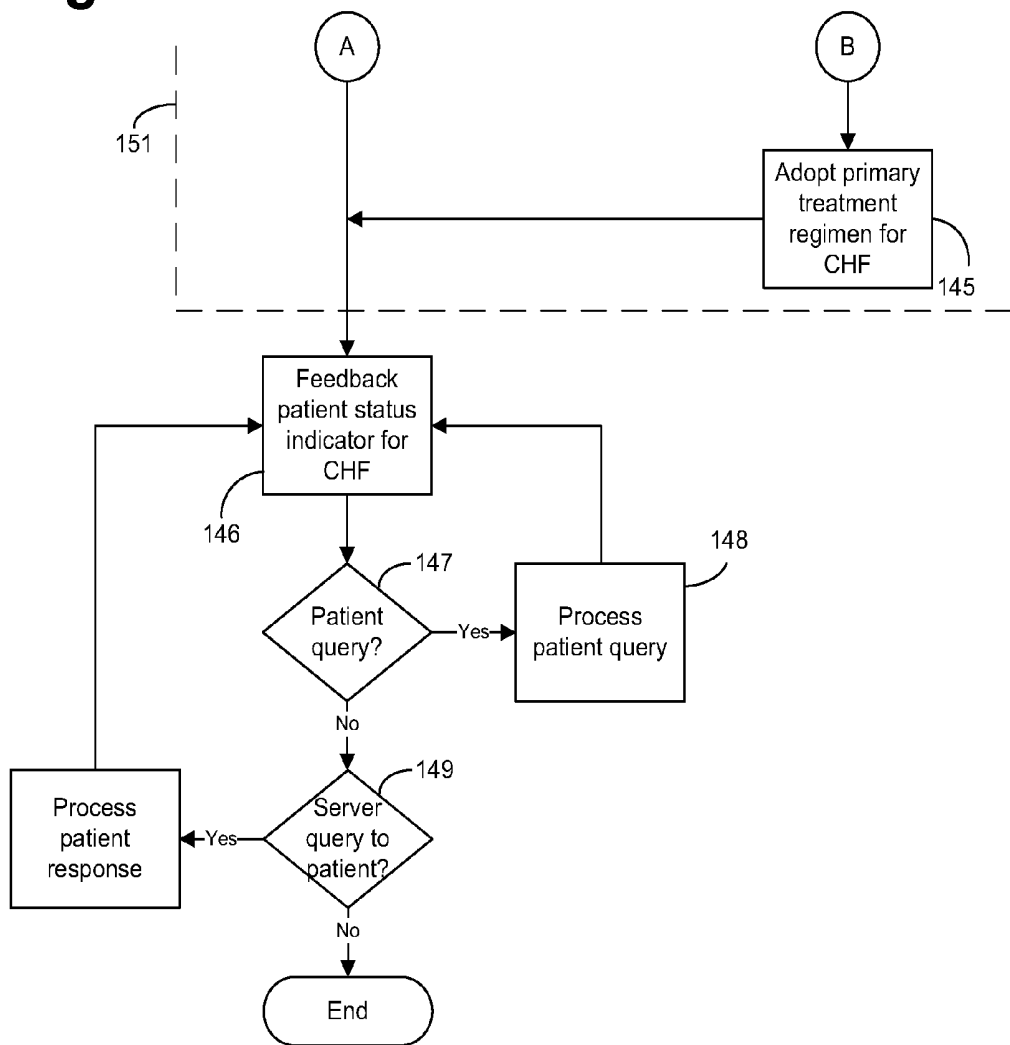 A
B
151
Adopt primary
treatment
regimen for
CHF
145
Feedback
patient status
indicator for
CHF
146
147
148
Patient
query?
Yes
Process
patient query
No
149
Process
patient
response
Yes
Server
query to
patient?
No
End